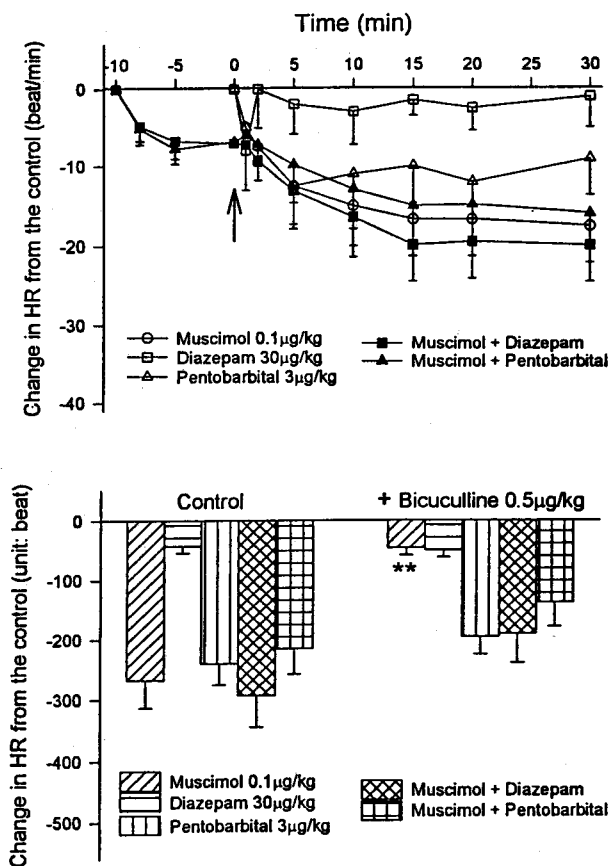 Time (min)
-10 -5 0 5 10 15 20 25 30
Change in HR from the control (beat/min)
0
-10
-20
-30
-40
Muscimol 0.1µg/kg
Diazepam 30µg/kg
Pentobarbital 3µg/kg
Muscimol + Diazepam
Muscimol + Pentobarbital
Change in HR from the control (unit: beat)
Control
+ Bicuculline 0.5µg/kg
0
-100
-200
-300
-400
-500
**
Muscimol 0.1µg/kg
Diazepam 30µg/kg
Pentobarbital 3µg/kg
Muscimol + Diazepam
Muscimol + Pentobarbital